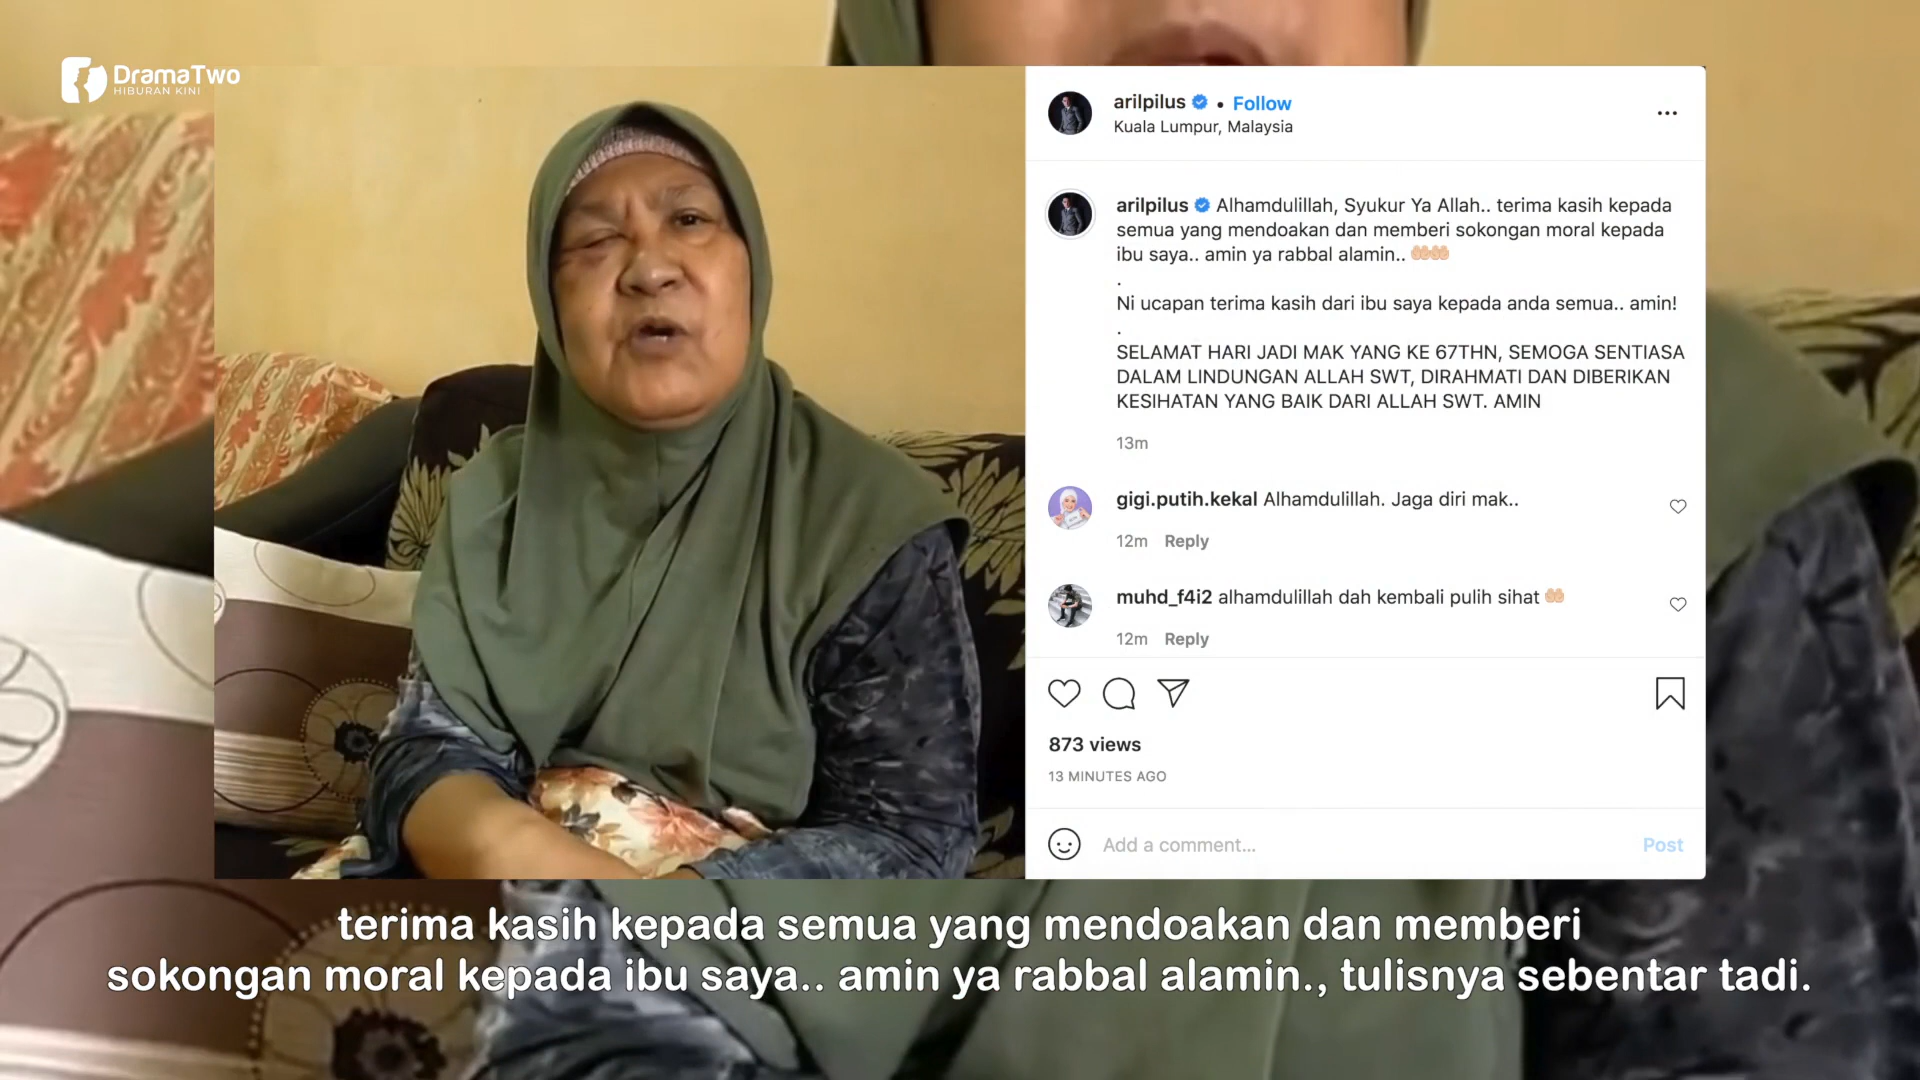 DramaTwo
HIBURAN KINI
arilpilus • Follow
Kuala Lumpur, Malaysia
arilpilus Alhamdulillah, Syukur Ya Allah.. terima kasih kepada
semua yang mendoakan dan memberi sokongan moral kepada
ibu saya.. amin ya rabbal alamin.. 🤲🏻🤲🏻
.
Ni ucapan terima kasih dari ibu saya kepada anda semua.. amin!
.
SELAMAT HARI JADI MAK YANG KE 67THN, SEMOGA SENTIASA
DALAM LINDUNGAN ALLAH SWT, DIRAHMATI DAN DIBERIKAN
KESIHATAN YANG BAIK DARI ALLAH SWT. AMIN
13m
gigi.putih.kekal Alhamdulillah. Jaga diri mak..
12m Reply
muhd_f4i2 alhamdulillah dah kembali pulih sihat 🤲🏻
12m Reply
873 views
13 MINUTES AGO
Add a comment...
Post
terima kasih kepada semua yang mendoakan dan memberi
sokongan moral kepada ibu saya.. amin ya rabbal alamin., tulisnya sebentar tadi.